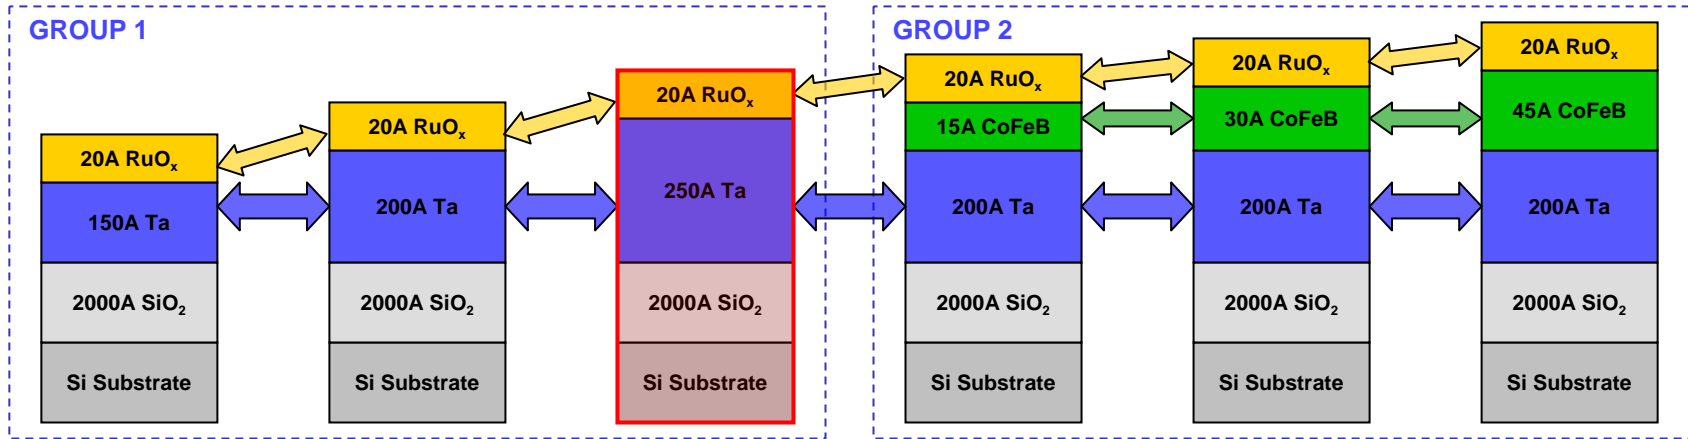 GROUP 1
20A RuOₓ
150A Ta
2000A SiO₂
Si Substrate
20A RuOₓ
200A Ta
2000A SiO₂
Si Substrate
20A RuOₓ
250A Ta
2000A SiO₂
Si Substrate
GROUP 2
20A RuOₓ
15A CoFeB
200A Ta
2000A SiO₂
Si Substrate
20A RuOₓ
30A CoFeB
200A Ta
2000A SiO₂
Si Substrate
20A RuOₓ
45A CoFeB
200A Ta
2000A SiO₂
Si Substrate